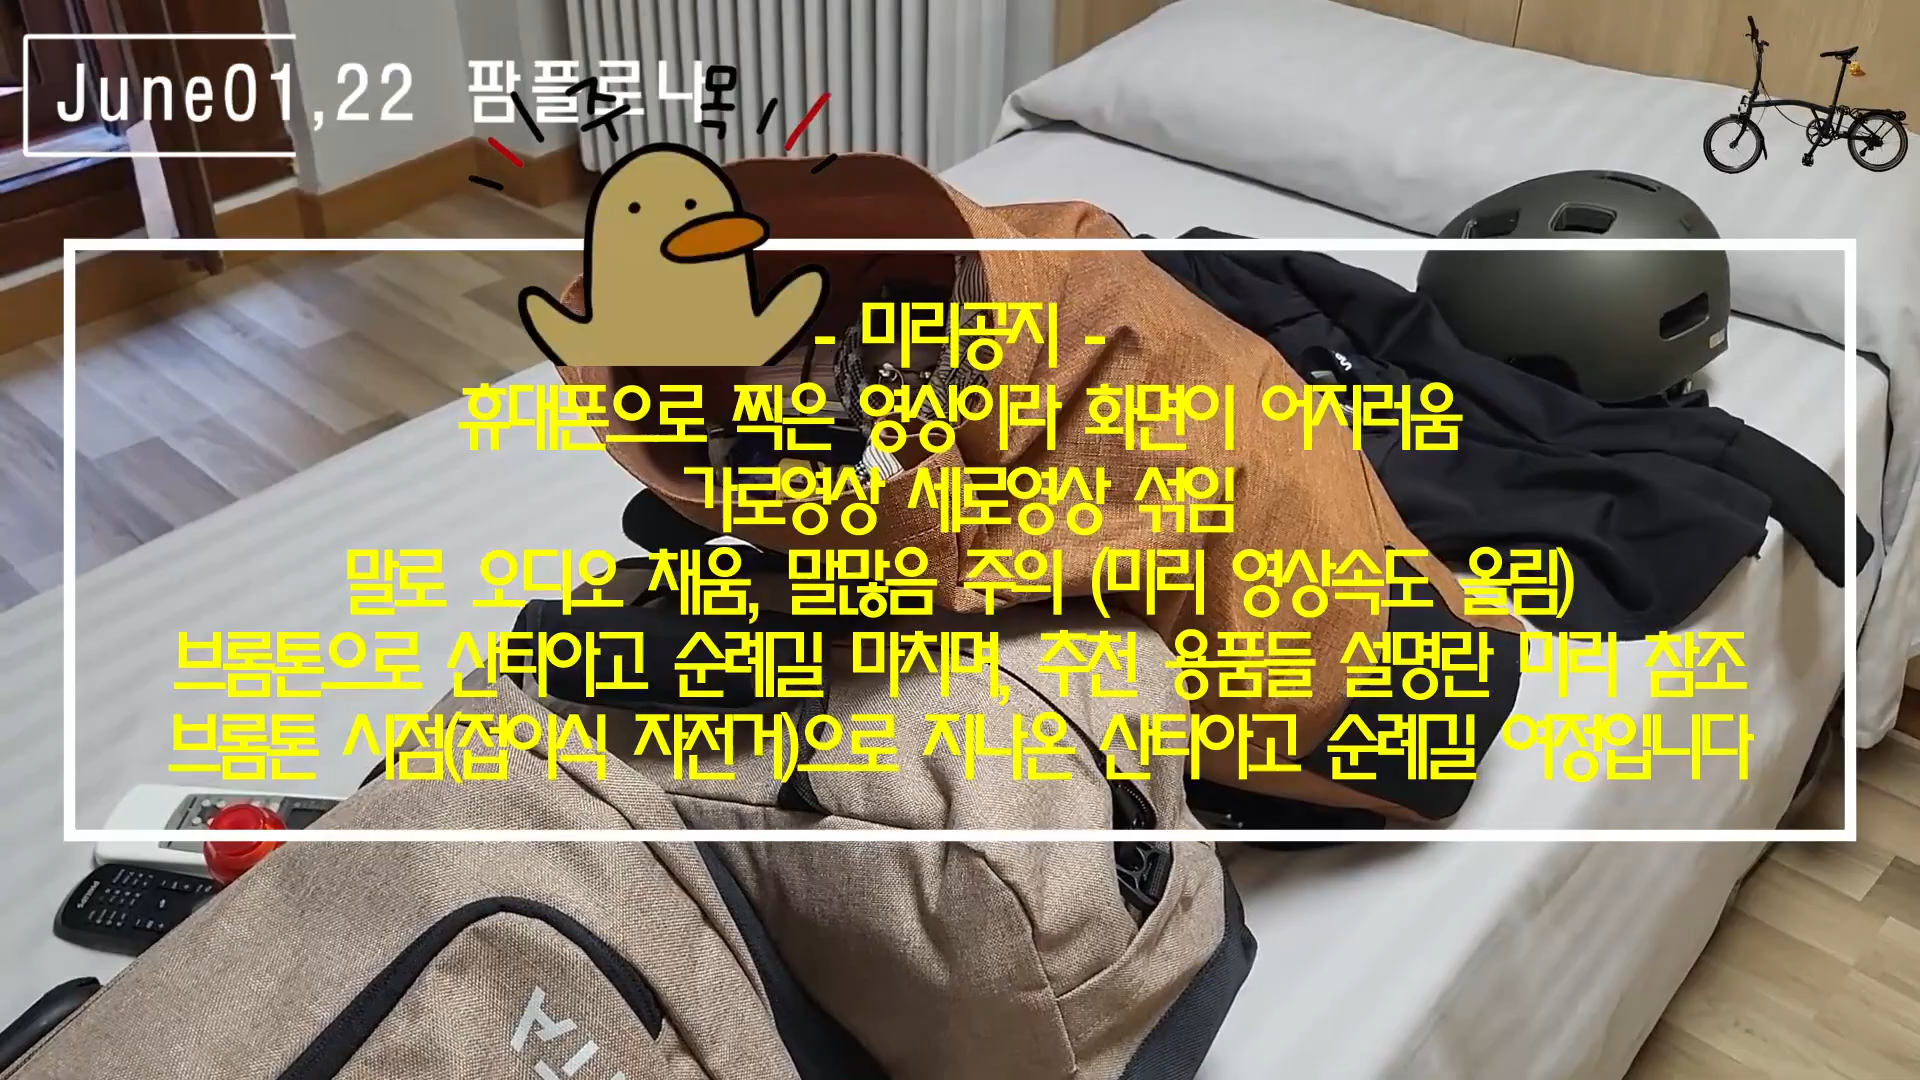 June01,22 팜플로나
주 목
- 미리공지 -
휴대폰으로 찍은 영상이라 화면이 어지러움
가로영상 세로영상 섞임
말로 오디오 채움, 말많음 주의 (미리 영상속도 올림)
브롬톤으로 산티아고 순례길 마치며, 추천 용품들 설명란 미리 참조
브롬톤 시점(접이식 자전거)으로 지나온 산티아고 순례길 여정입니다